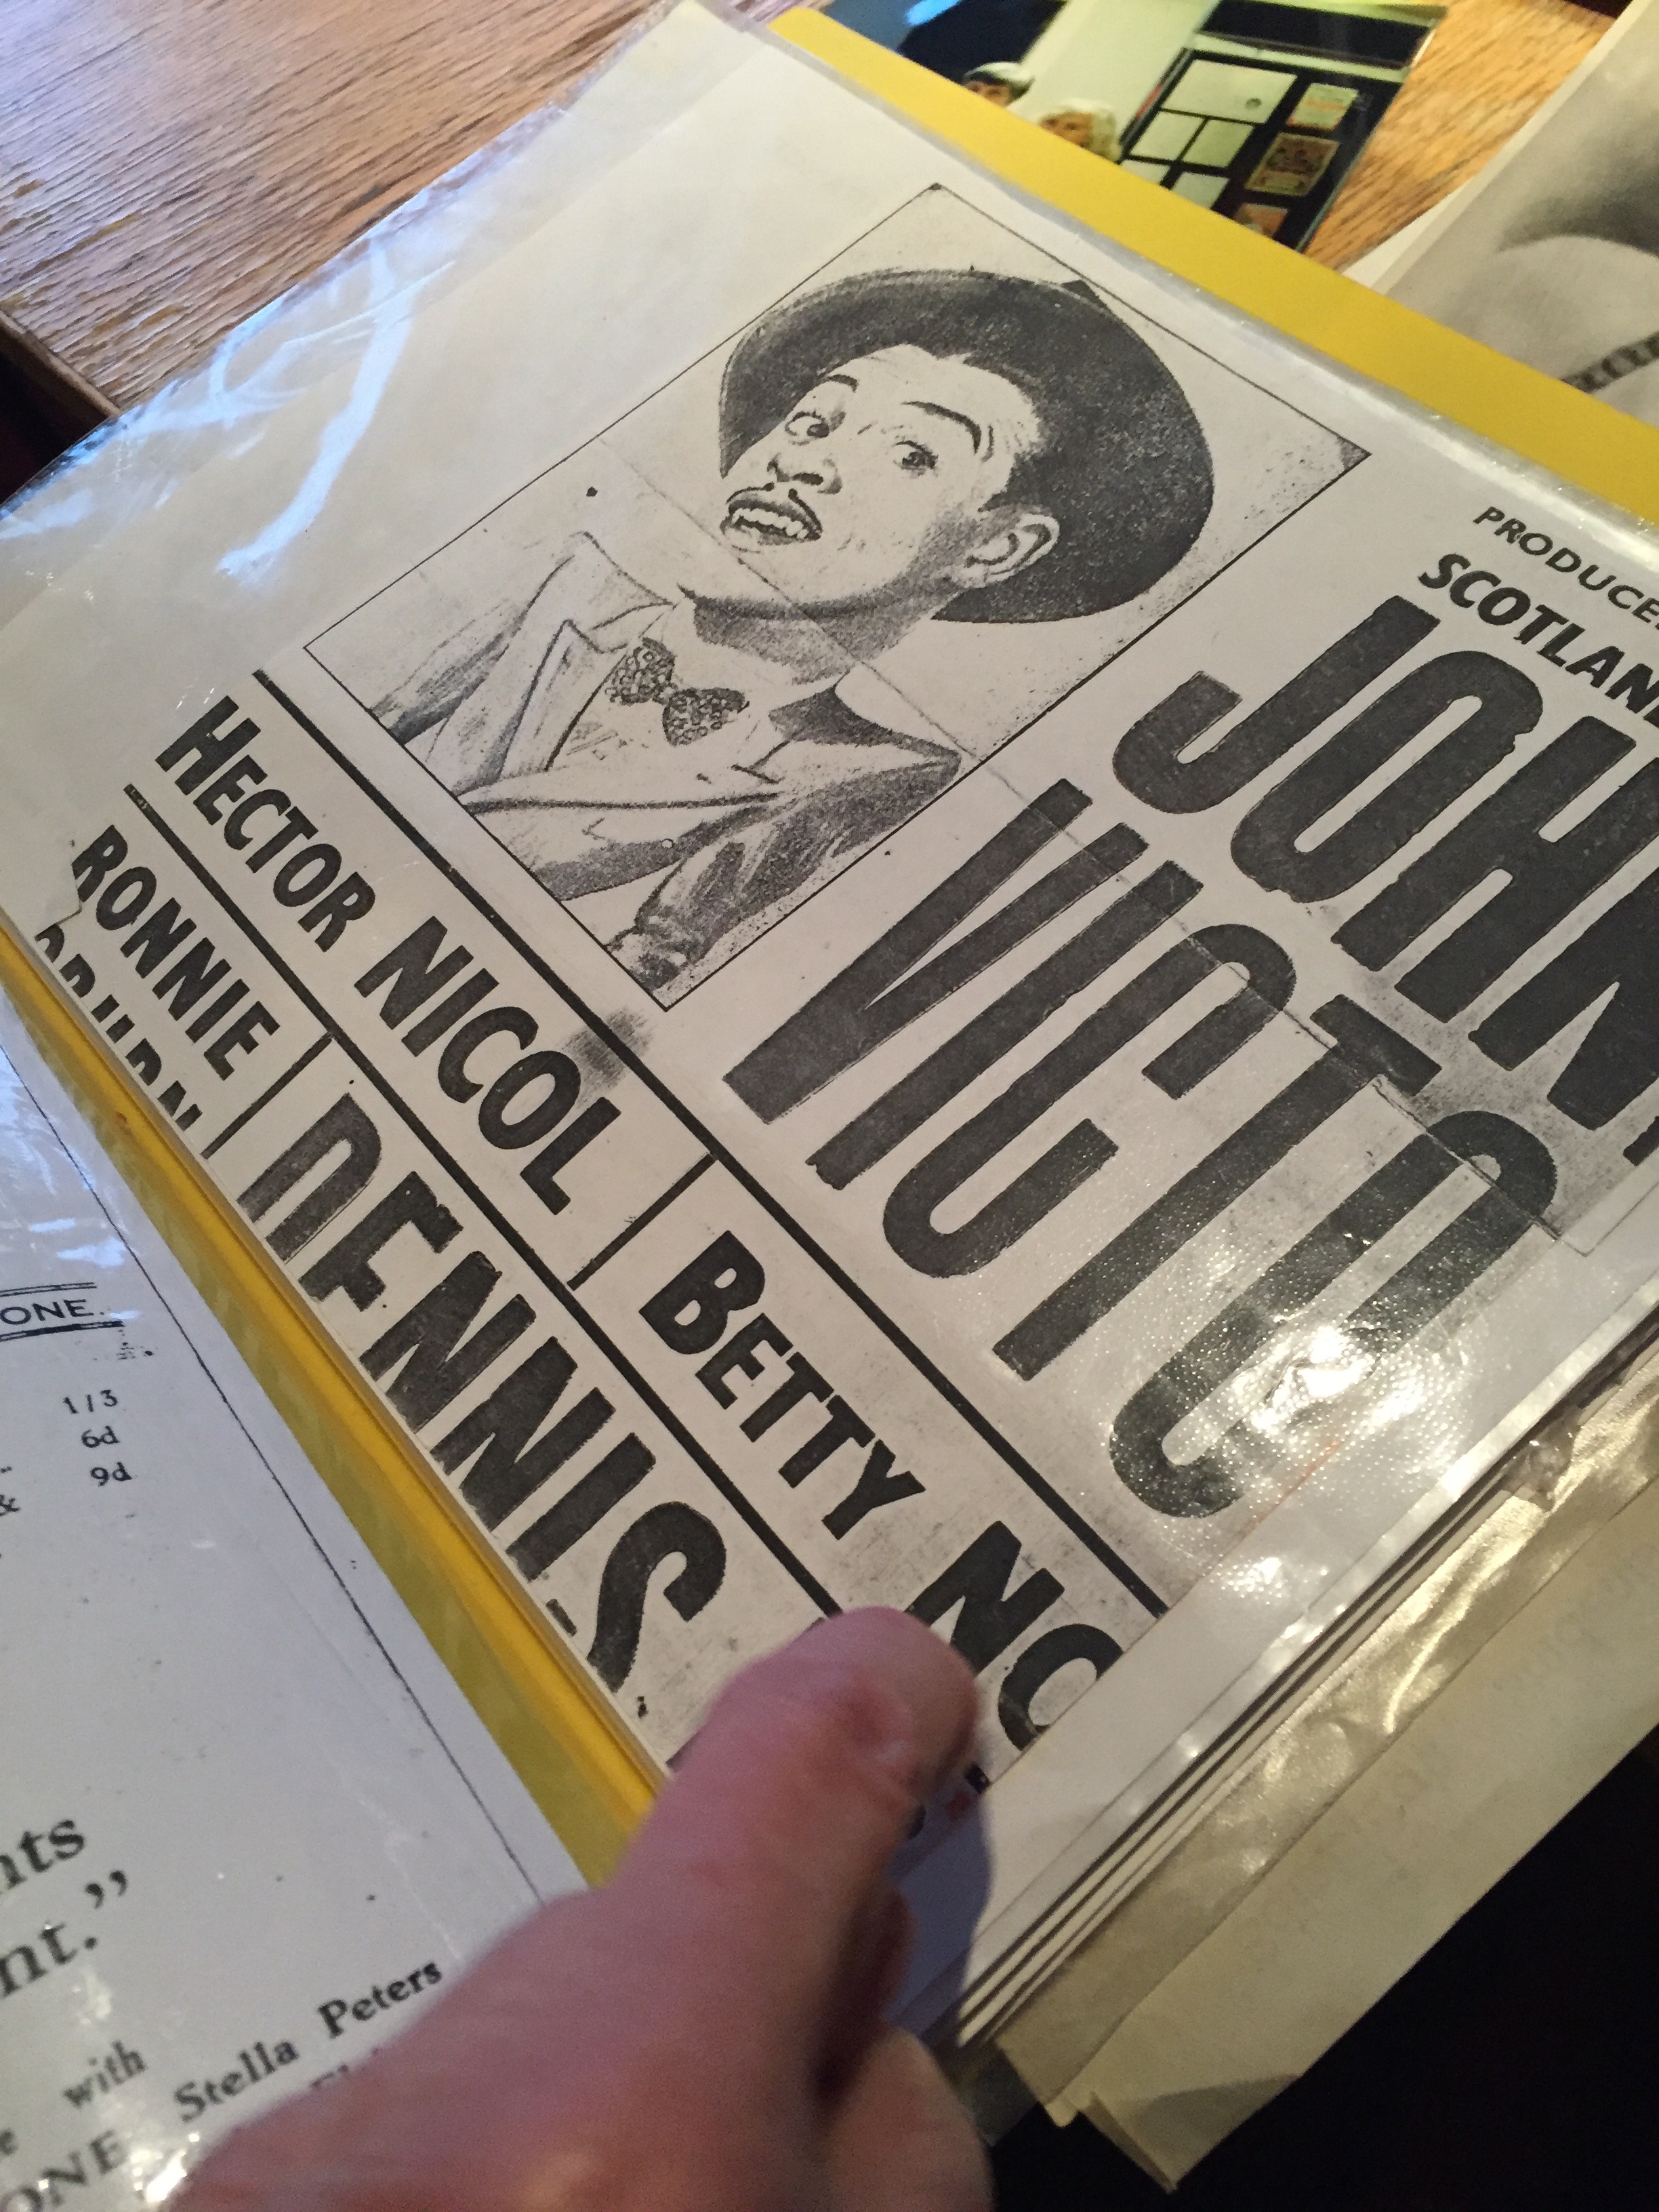 PRODUCE
SCOTLAN
JOHN
VICTO
HECTOR NICOL
BETTY NO
RONNIE
DENNIS
ONE.
1/3
6d
9d
&
nts
nt.”
with
Stella Peters
ONE